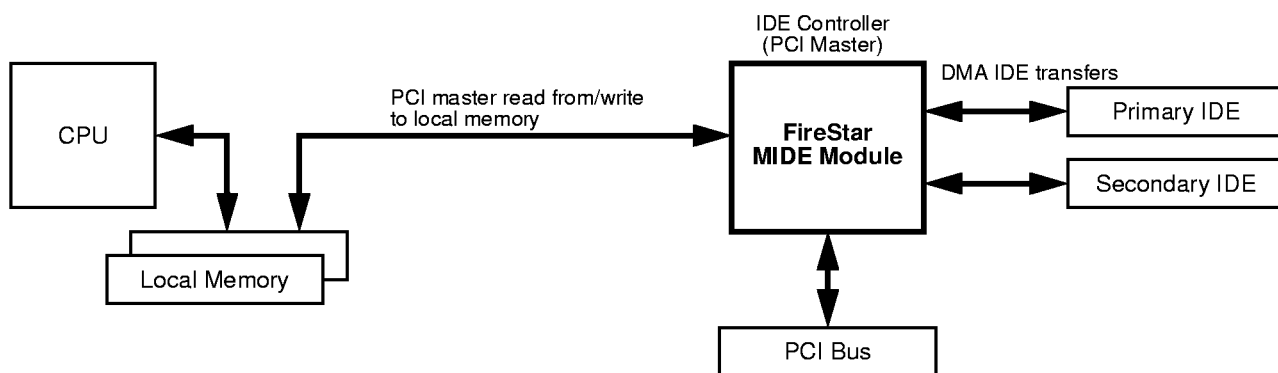 IDE Controller
(PCI Master)
CPU
PCI master read from/write
to local memory
FireStar
MIDE Module
DMA IDE transfers
Primary IDE
Secondary IDE
Local Memory
PCI Bus